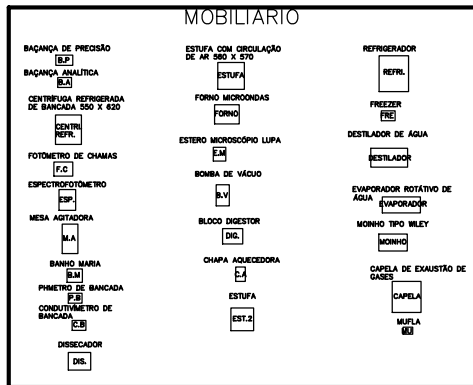 MOBILIARIO
BAÇANÇA DE PRECISÃO
B.P
BAÇANÇA ANALÍTICA
B.A
CENTRÍFUGA REFRIGERADA
DE BANCADA 550 X 620
CENTRI.
REFR.
FOTÔMETRO DE CHAMAS
F.C
ESPECTROFOTÔMETRO
ESP.
MESA AGITADORA
M.A
BANHO MARIA
B.M
PHMETRO DE BANCADA
P.B
CONDUTIVÍMETRO DE
BANCADA
C.B
DISSECADOR
DIS.
ESTUFA COM CIRCULAÇÃO
DE AR 580 X 570
ESTUFA
FORNO MICROONDAS
FORNO
ESTERO MICROSCÓPIO LUPA
E.M
BOMBA DE VÁCUO
B.V
BLOCO DIGESTOR
DIG.
CHAPA AQUECEDORA
C.A
ESTUFA
EST.2
REFRIGERADOR
REFRI.
FREEZER
FRE
DESTILADOR DE ÁGUA
DESTILADOR
EVAPORADOR ROTÁTIVO DE
ÁGUA
EVAPORADOR
MOINHO TIPO WILEY
MOINHO
CAPELA DE EXAUSTÃO DE
GASES
CAPELA
MUFLA
MU